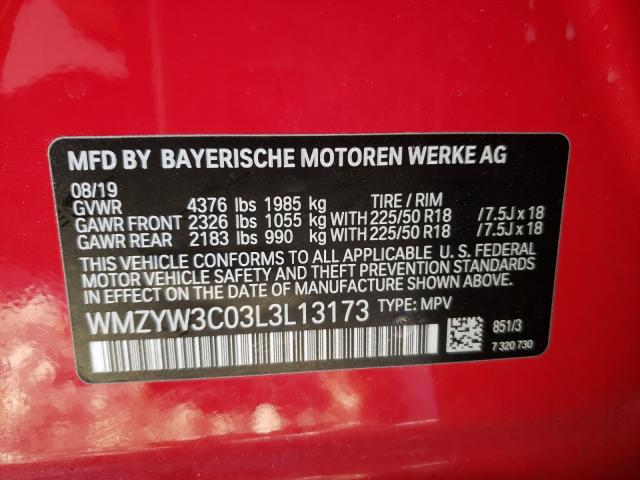 MFD BY BAYERISCHE MOTOREN WERKE AG
08/19
GVWR 4376 lbs 1985 kg TIRE / RIM
GAWR FRONT 2326 lbs 1055 kg WITH 225/50 R18 /7.5J x 18
GAWR REAR 2183 lbs 990 kg WITH 225/50 R18 /7.5J x 18
THIS VEHICLE CONFORMS TO ALL APPLICABLE U. S. FEDERAL
MOTOR VEHICLE SAFETY AND THEFT PREVENTION STANDARDS
IN EFFECT ON THE DATE OF MANUFACTURE SHOWN ABOVE.
WMZYW3C03L3L13173 TYPE: MPV
851/3
7 320 730